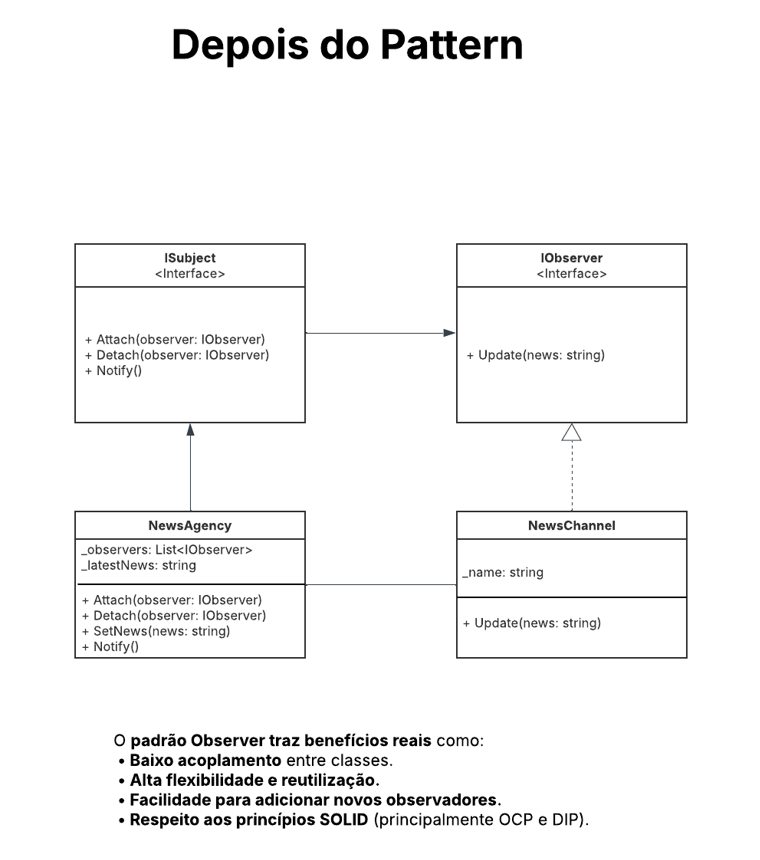 Depois do Pattern
ISubject
<Interface>
+ Attach(observer: IObserver)
+ Detach(observer: IObserver)
+ Notify()
IObserver
<Interface>
+ Update(news: string)
NewsAgency
_observers: List<IObserver>
_latestNews: string
+ Attach(observer: IObserver)
+ Detach(observer: IObserver)
+ SetNews(news: string)
+ Notify()
NewsChannel
_name: string
+ Update(news: string)
O padrão Observer traz benefícios reais como:
• Baixo acoplamento entre classes.
• Alta flexibilidade e reutilização.
• Facilidade para adicionar novos observadores.
• Respeito aos princípios SOLID (principalmente OCP e DIP).